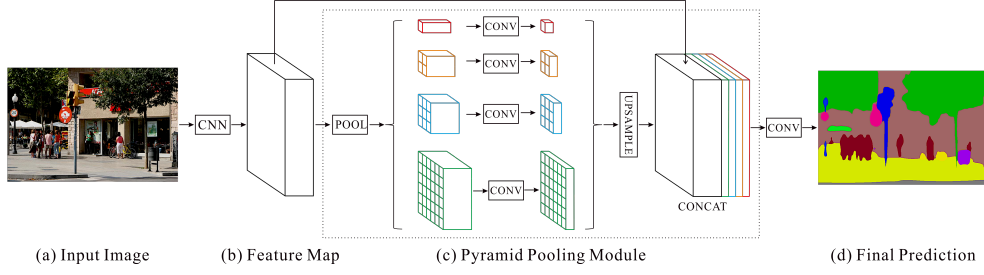 CNN
POOL
CONV
CONV
CONV
CONV
UPSAMPLE
CONCAT
CONV
(a) Input Image
(b) Feature Map
(c) Pyramid Pooling Module
(d) Final Prediction